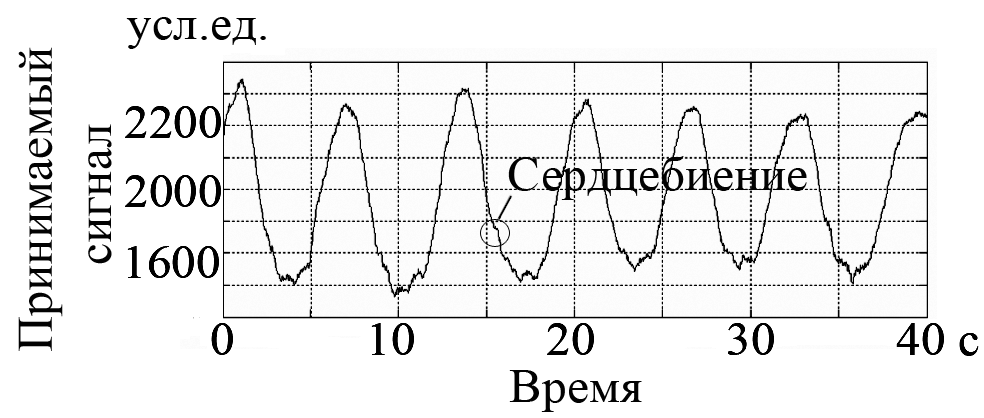 усл.ед.
Принимаемый
сигнал
2200
2000
1600
Сердцебиение
0 10 20 30 40 с
Время